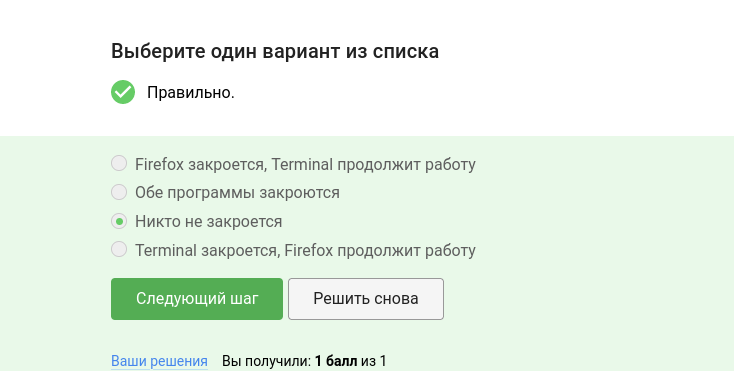 Выберите один вариант из списка
Правильно.
Firefox закроется, Terminal продолжит работу
Обе программы закроются
Никто не закроется
Terminal закроется, Firefox продолжит работу
Следующий шаг Решить снова
Ваши решения Вы получили: 1 балл из 1